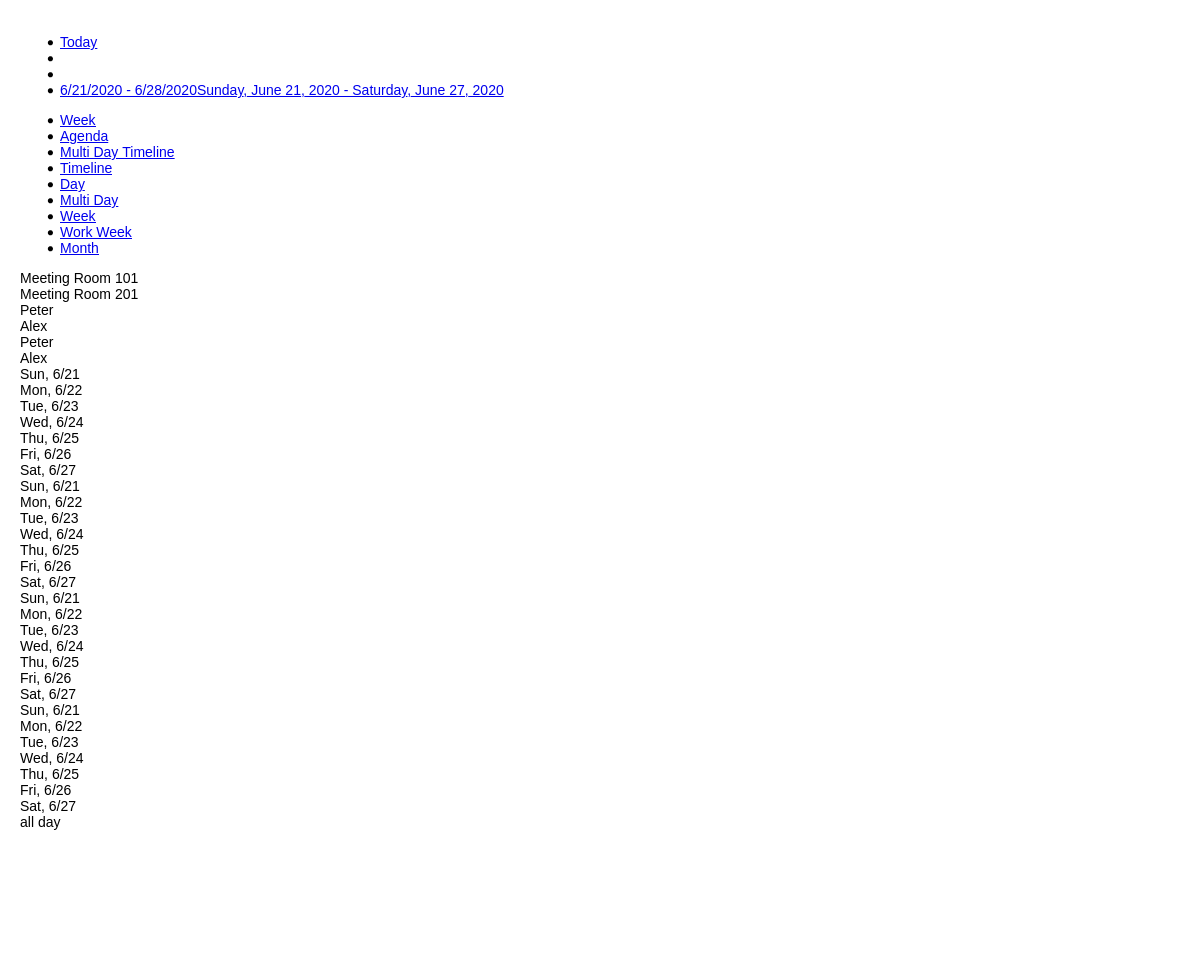 Today
6/21/2020 - 6/28/2020Sunday, June 21, 2020 - Saturday, June 27, 2020
Week
Agenda
Multi Day Timeline
Timeline
Day
Multi Day
Week
Work Week
Month
Meeting Room 101
Meeting Room 201
Peter
Alex
Peter
Alex
Sun, 6/21
Mon, 6/22
Tue, 6/23
Wed, 6/24
Thu, 6/25
Fri, 6/26
Sat, 6/27
Sun, 6/21
Mon, 6/22
Tue, 6/23
Wed, 6/24
Thu, 6/25
Fri, 6/26
Sat, 6/27
Sun, 6/21
Mon, 6/22
Tue, 6/23
Wed, 6/24
Thu, 6/25
Fri, 6/26
Sat, 6/27
Sun, 6/21
Mon, 6/22
Tue, 6/23
Wed, 6/24
Thu, 6/25
Fri, 6/26
Sat, 6/27
all day